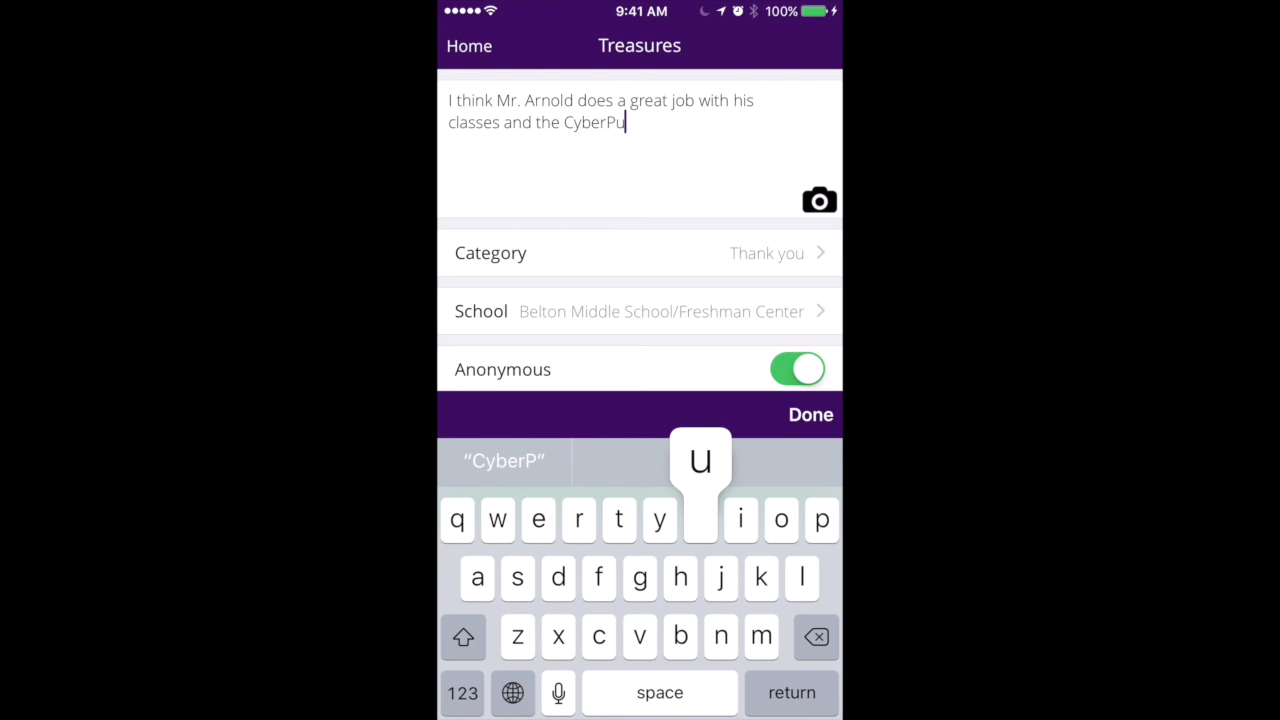 9:41 AM
100%
Home
Treasures
I think Mr. Arnold does a great job with his
classes and the CyberPu
Category
Thank you
School
Belton Middle School/Freshman Center
Anonymous
Done
“CyberP”
u
q w e r t y i o p
a s d f g h j k l
z x c v b n m
123
space
return